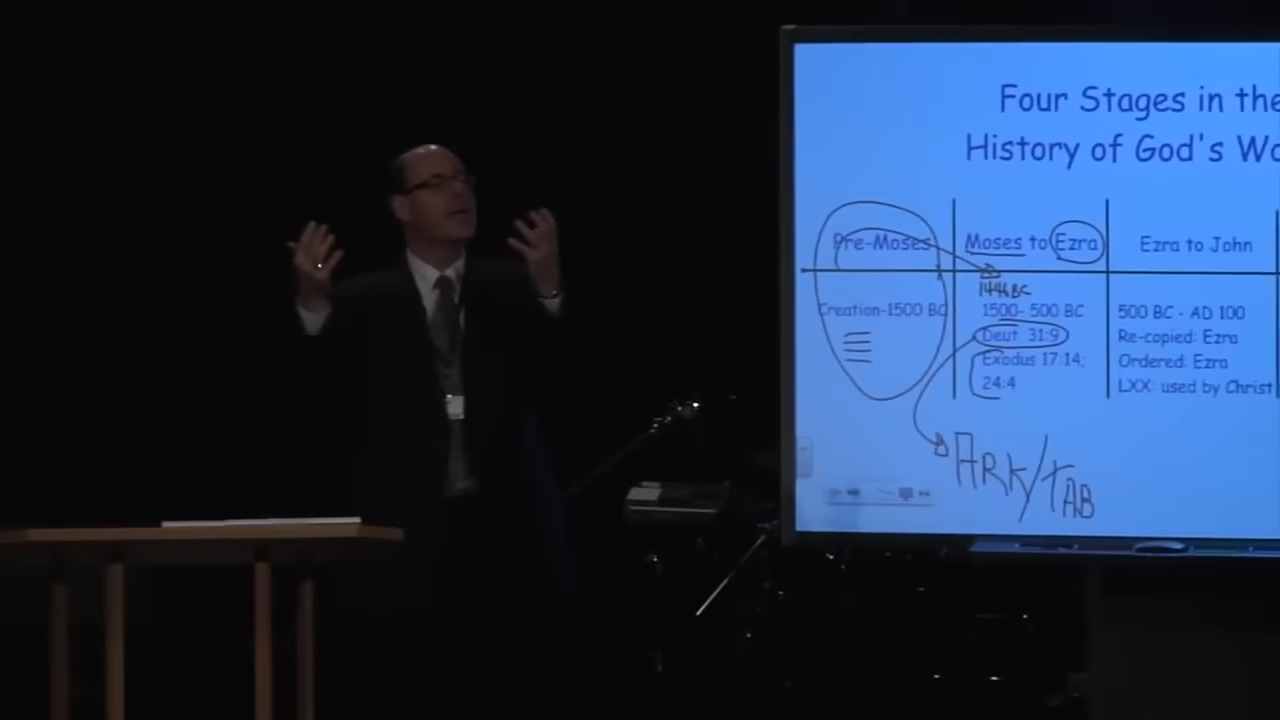 Four Stages in the
History of God's Wo
Pre-Moses
Moses to Ezra
Ezra to John
1446 BC
Creation-1500 BC
1500- 500 BC
500 BC - AD 100
Deut 31:9
Re-copied: Ezra
Exodus 17:14;
Ordered: Ezra
24:4
LXX: used by Christ
ARK/TAB